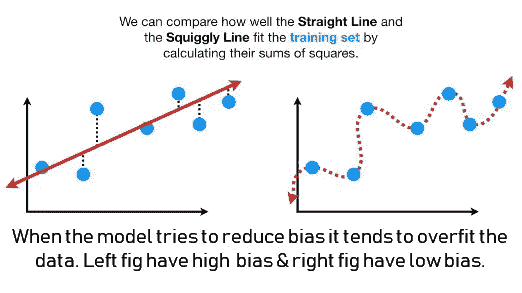 We can compare how well the Straight Line and
the Squiggly Line fit the training set by
calculating their sums of squares.
When the model tries to reduce bias it tends to overfit the
data. Left fig have high bias & right fig have low bias.